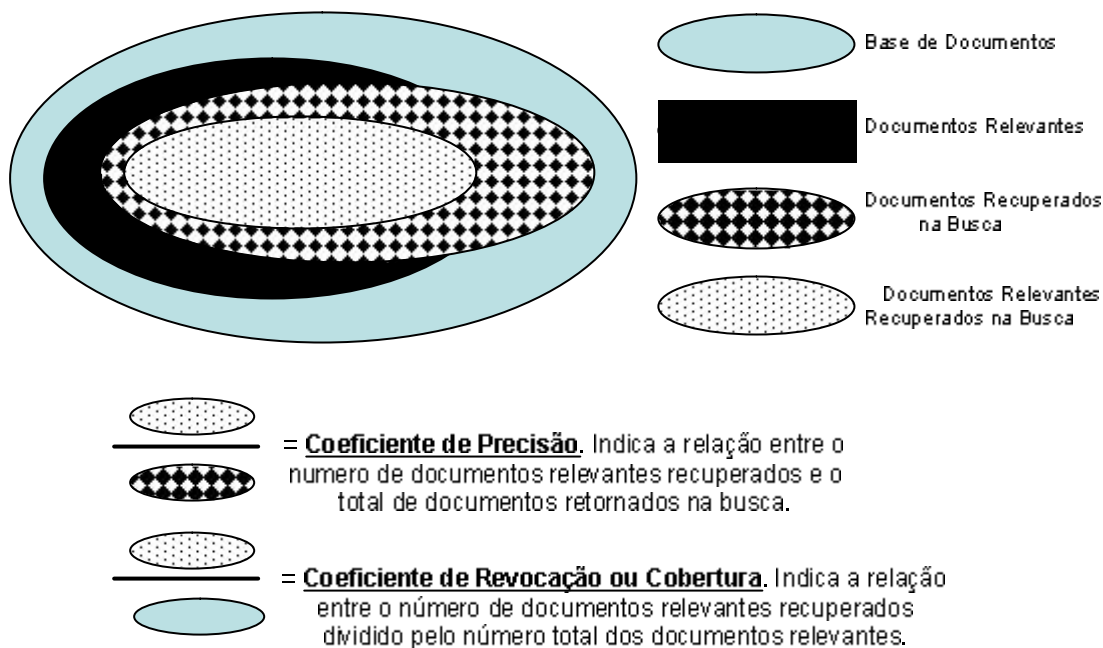 Base de Documentos
Documentos Relevantes
Documentos Recuperados
na Busca
Documentos Relevantes
Recuperados na Busca
= Coeficiente de Precisão. Indica a relação entre o
numero de documentos relevantes recuperados e o
total de documentos retornados na busca.
= Coeficiente de Revocação ou Cobertura. Indica a relação
entre o número de documentos relevantes recuperados
dividido pelo número total dos documentos relevantes.